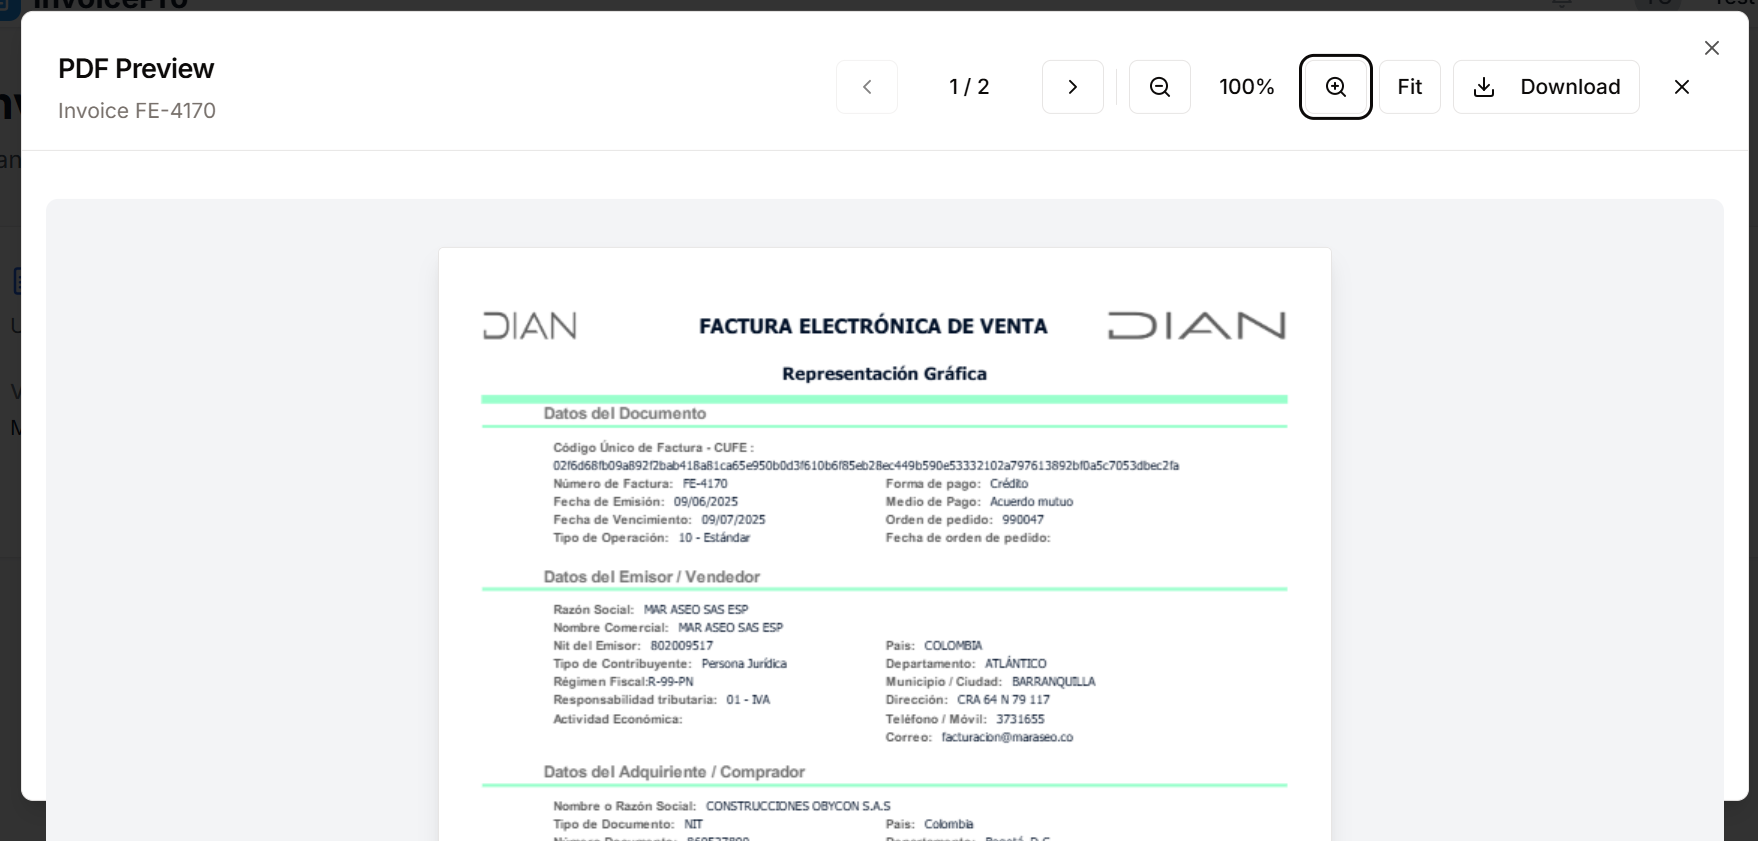 InvoicePro
PDF Preview
Invoice FE-4170
1 / 2
100%
Fit
Download
DIAN
FACTURA ELECTRÓNICA DE VENTA
DIAN
Representación Gráfica
Datos del Documento
Código Único de Factura - CUFE :
02f6d68fb09a892f2bab418a81ca65e950b0d3f610b6f85eb28ec449b590e53332102a797613892bf0a5c7053dbec2fa
Número de Factura: FE-4170 Forma de pago: Crédito
Fecha de Emisión: 09/06/2025 Medio de Pago: Acuerdo mutuo
Fecha de Vencimiento: 09/07/2025 Orden de pedido: 990047
Tipo de Operación: 10 - Estándar Fecha de orden de pedido:
Datos del Emisor / Vendedor
Razón Social: MAR ASEO SAS ESP
Nombre Comercial: MAR ASEO SAS ESP
Nit del Emisor: 802009517 País: COLOMBIA
Tipo de Contribuyente: Persona Jurídica Departamento: ATLÁNTICO
Régimen Fiscal:R-99-PN Municipio / Ciudad: BARRANQUILLA
Responsabilidad tributaria: 01 - IVA Dirección: CRA 64 N 79 117
Actividad Económica: Teléfono / Móvil: 3731655
Correo: facturacion@maraseo.co
Datos del Adquiriente / Comprador
Nombre o Razón Social: CONSTRUCCIONES OBYCON S.A.S
Tipo de Documento: NIT País: Colombia